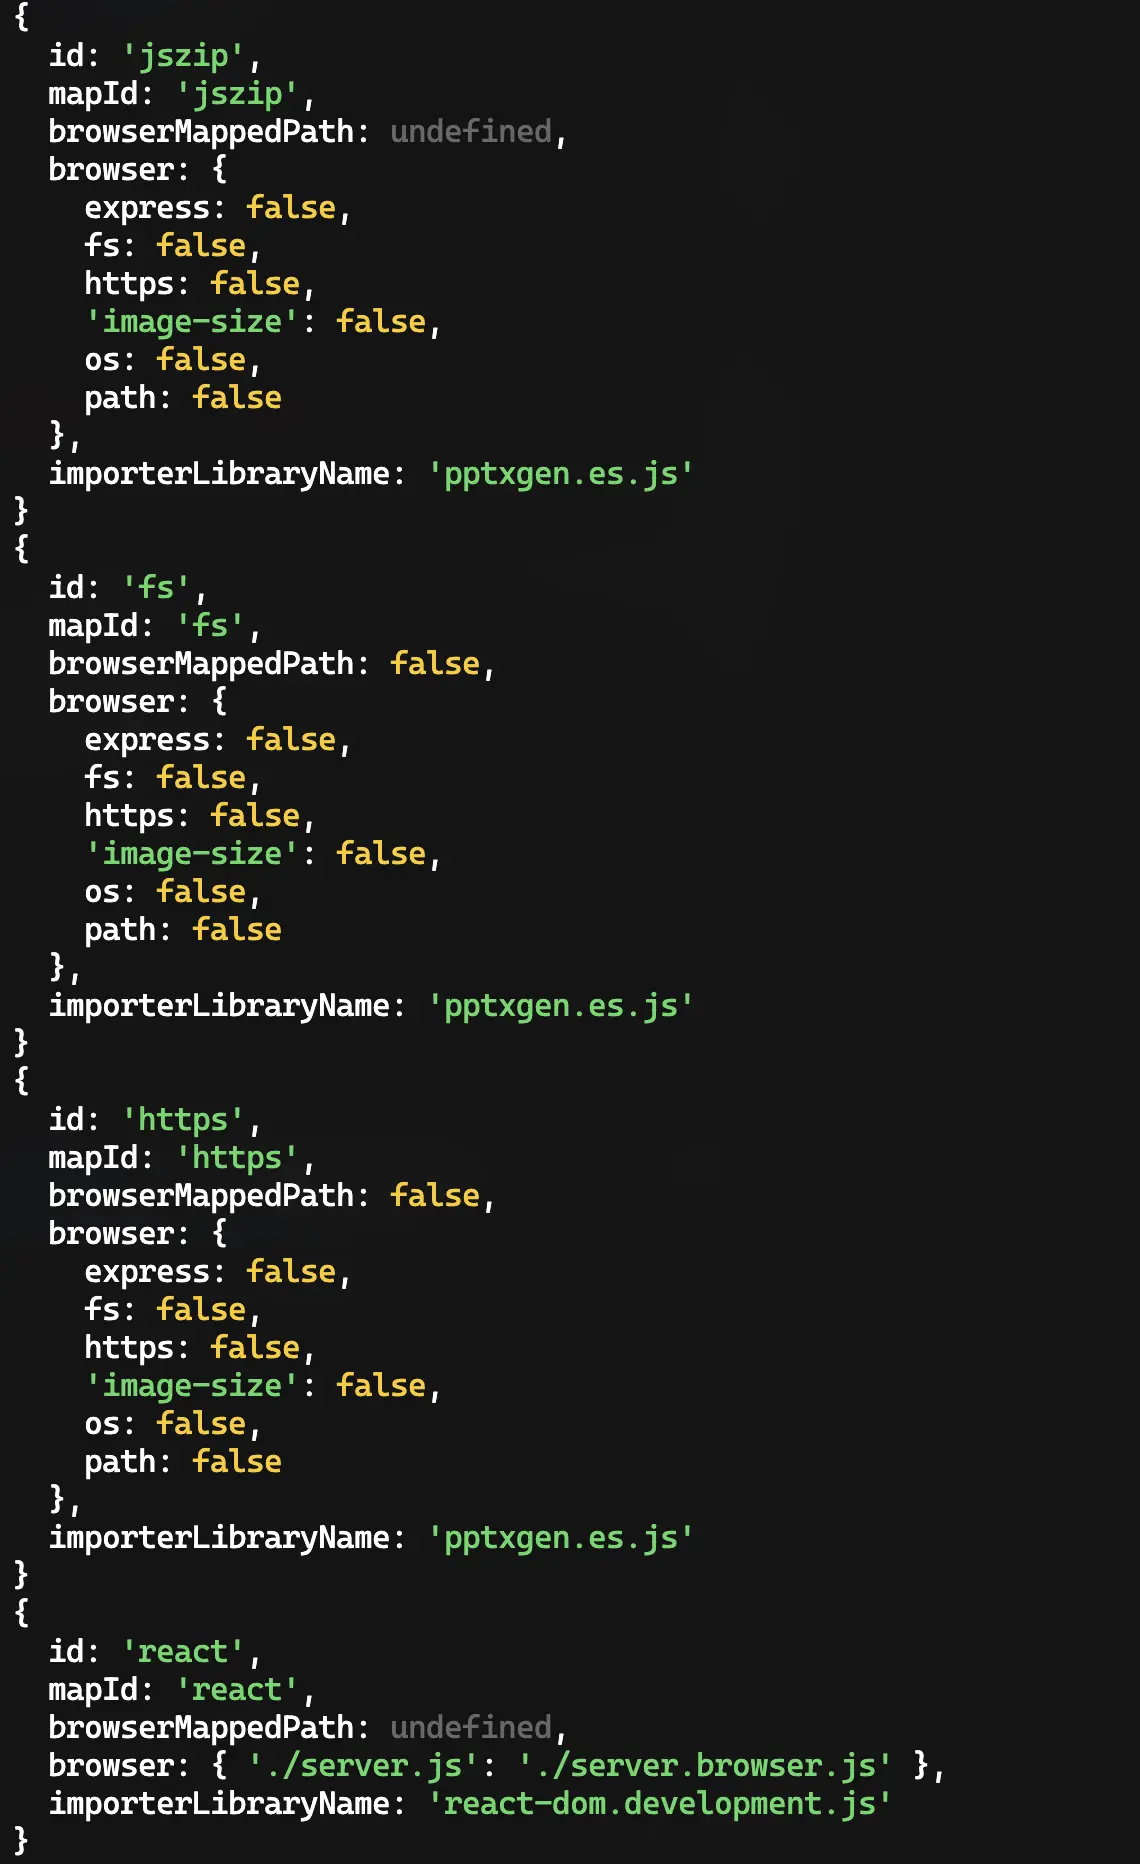 {
  id: 'jszip',
  mapId: 'jszip',
  browserMappedPath: undefined,
  browser: {
    express: false,
    fs: false,
    https: false,
    'image-size': false,
    os: false,
    path: false
  },
  importerLibraryName: 'pptxgen.es.js'
}
{
  id: 'fs',
  mapId: 'fs',
  browserMappedPath: false,
  browser: {
    express: false,
    fs: false,
    https: false,
    'image-size': false,
    os: false,
    path: false
  },
  importerLibraryName: 'pptxgen.es.js'
}
{
  id: 'https',
  mapId: 'https',
  browserMappedPath: false,
  browser: {
    express: false,
    fs: false,
    https: false,
    'image-size': false,
    os: false,
    path: false
  },
  importerLibraryName: 'pptxgen.es.js'
}
{
  id: 'react',
  mapId: 'react',
  browserMappedPath: undefined,
  browser: { './server.js': './server.browser.js' },
  importerLibraryName: 'react-dom.development.js'
}